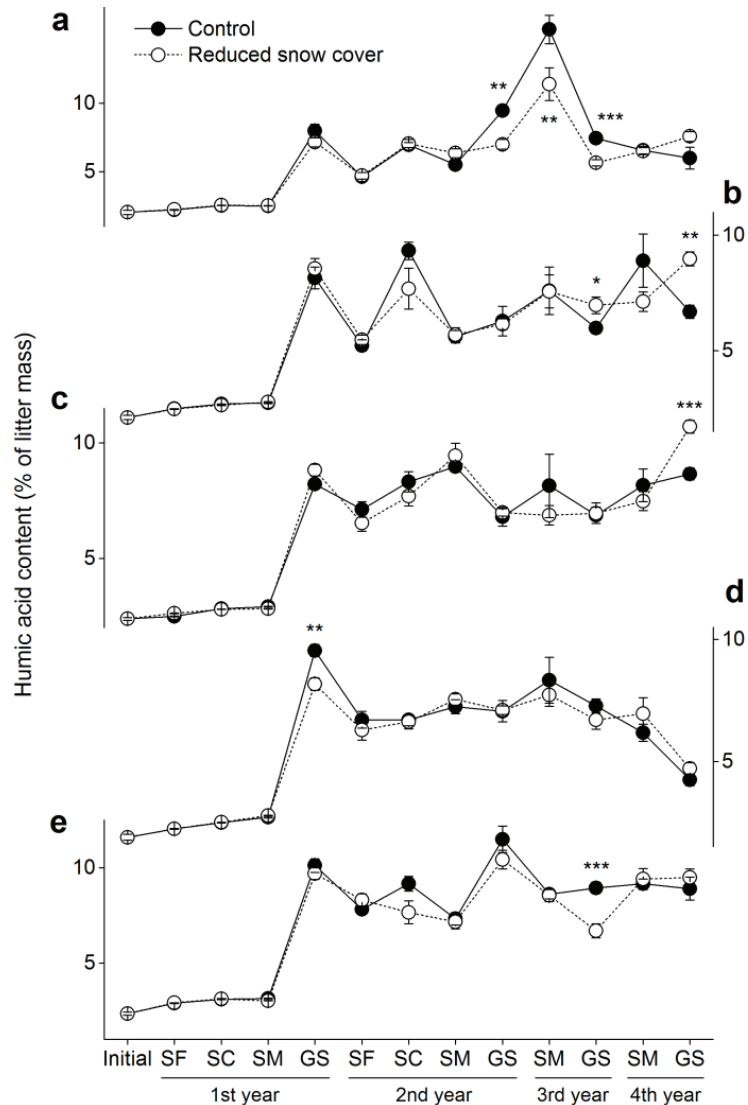 a
Control
Reduced snow cover
10
5
**
**
***
b
10
5
*
**
c
10
5
***
Humic acid content (% of litter mass)
d
10
5
**
e
10
5
***
Initial SF SC SM GS SF SC SM GS SM GS SM GS
1st year 2nd year 3rd year 4th year